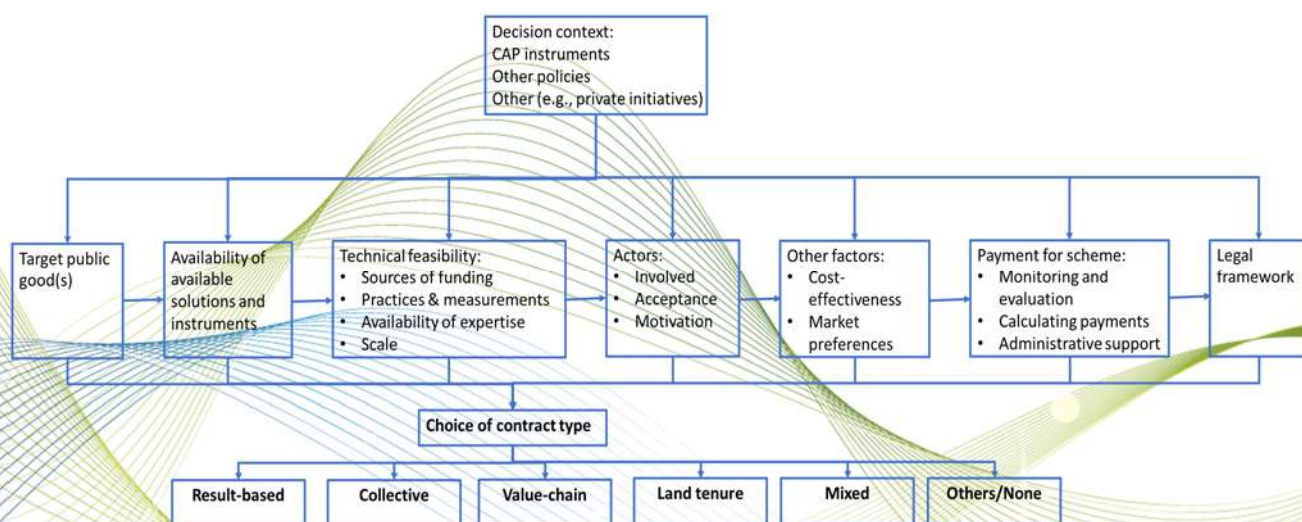 Decision context:
CAP instruments
Other policies
Other (e.g., private initiatives)
Target public
good(s)
Availability of
available
solutions and
instruments
Technical feasibility:
• Sources of funding
• Practices & measurements
• Availability of expertise
• Scale
Actors:
• Involved
• Acceptance
• Motivation
Other factors:
• Cost-
effectiveness
• Market
preferences
Payment for scheme:
• Monitoring and
evaluation
• Calculating payments
• Administrative support
Legal
framework
Choice of contract type
Result-based
Collective
Value-chain
Land tenure
Mixed
Others/None